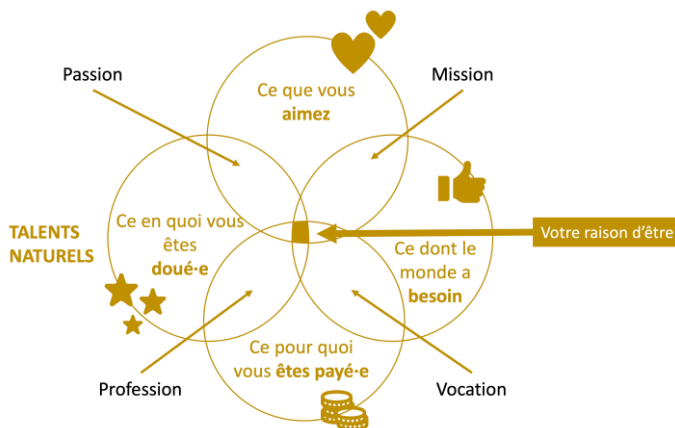 Passion
Mission
Ce que vous
aimez
TALENTS
NATURELS
Ce en quoi vous
êtes
doué·e
Votre raison d'être
Ce dont le
monde a
besoin
Ce pour quoi
vous êtes payé·e
Profession
Vocation